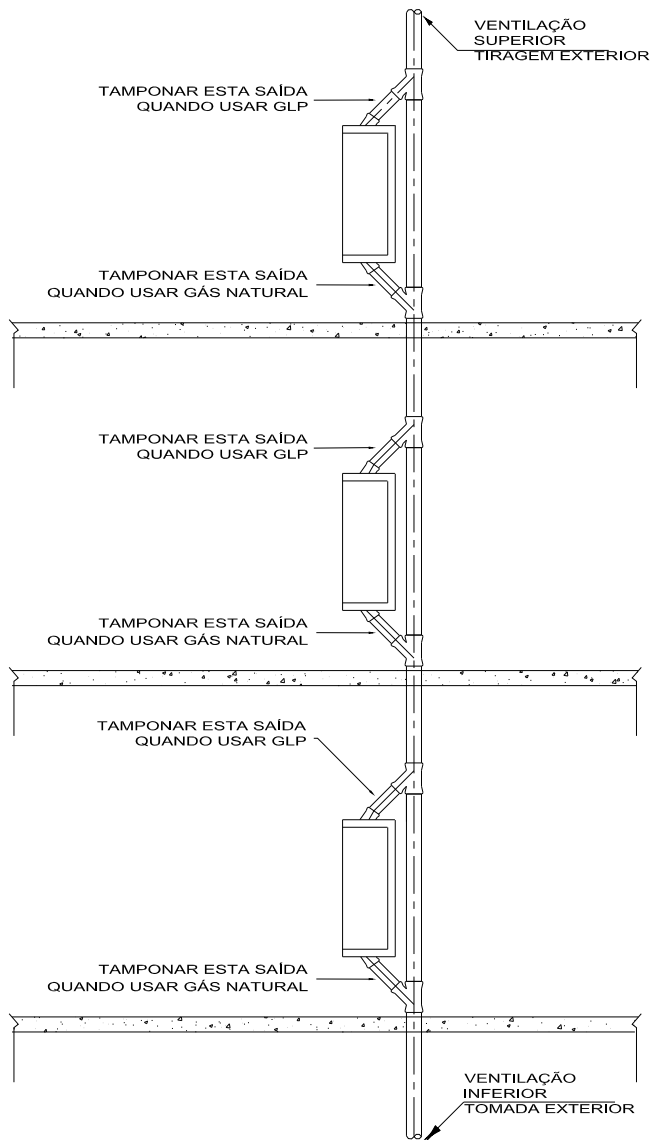 VENTILAÇÃO
SUPERIOR
TIRAGEM EXTERIOR
TAMPONAR ESTA SAÍDA
QUANDO USAR GLP
TAMPONAR ESTA SAÍDA
QUANDO USAR GÁS NATURAL
TAMPONAR ESTA SAÍDA
QUANDO USAR GLP
TAMPONAR ESTA SAÍDA
QUANDO USAR GÁS NATURAL
TAMPONAR ESTA SAÍDA
QUANDO USAR GLP
TAMPONAR ESTA SAÍDA
QUANDO USAR GÁS NATURAL
VENTILAÇÃO
INFERIOR
TOMADA EXTERIOR